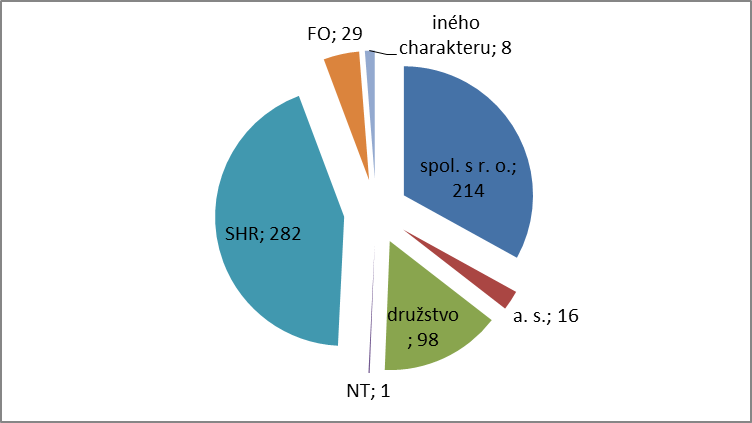 iného
charakteru; 8
FO; 29
spol. s r. o.;
214
SHR; 282
a. s.; 16
družstvo
; 98
NT; 1